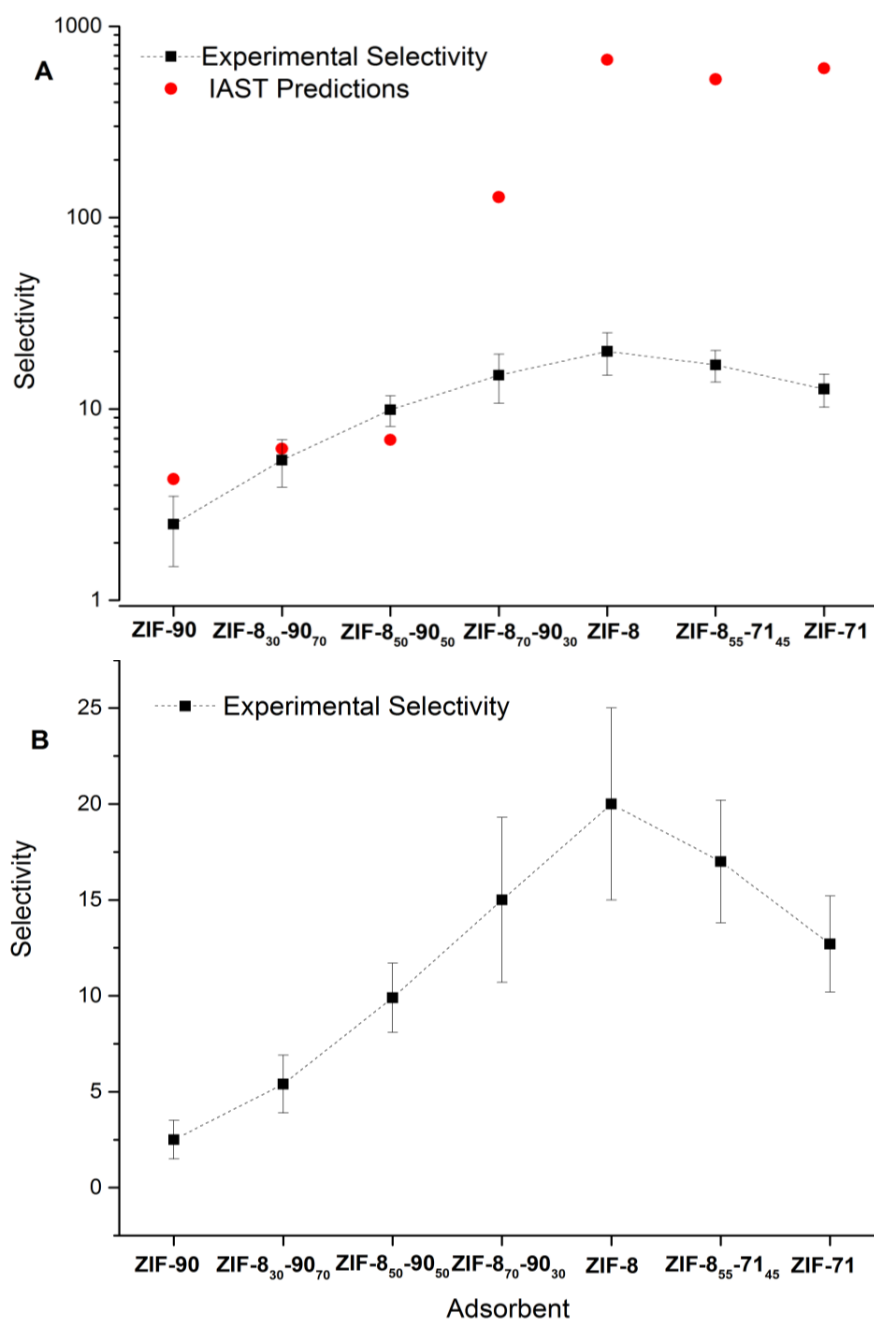 1000
A
Experimental Selectivity
IAST Predictions
100
Selectivity
10
1
ZIF-90 ZIF-8₃₀-90₇₀ ZIF-8₅₀-90₅₀ ZIF-8₇₀-90₃₀ ZIF-8 ZIF-8₅₅-71₄₅ ZIF-71
Experimental Selectivity
25
B
20
Selectivity
15
10
5
0
ZIF-90 ZIF-8₃₀-90₇₀ ZIF-8₅₀-90₅₀ ZIF-8₇₀-90₃₀ ZIF-8 ZIF-8₅₅-71₄₅ ZIF-71
Adsorbent